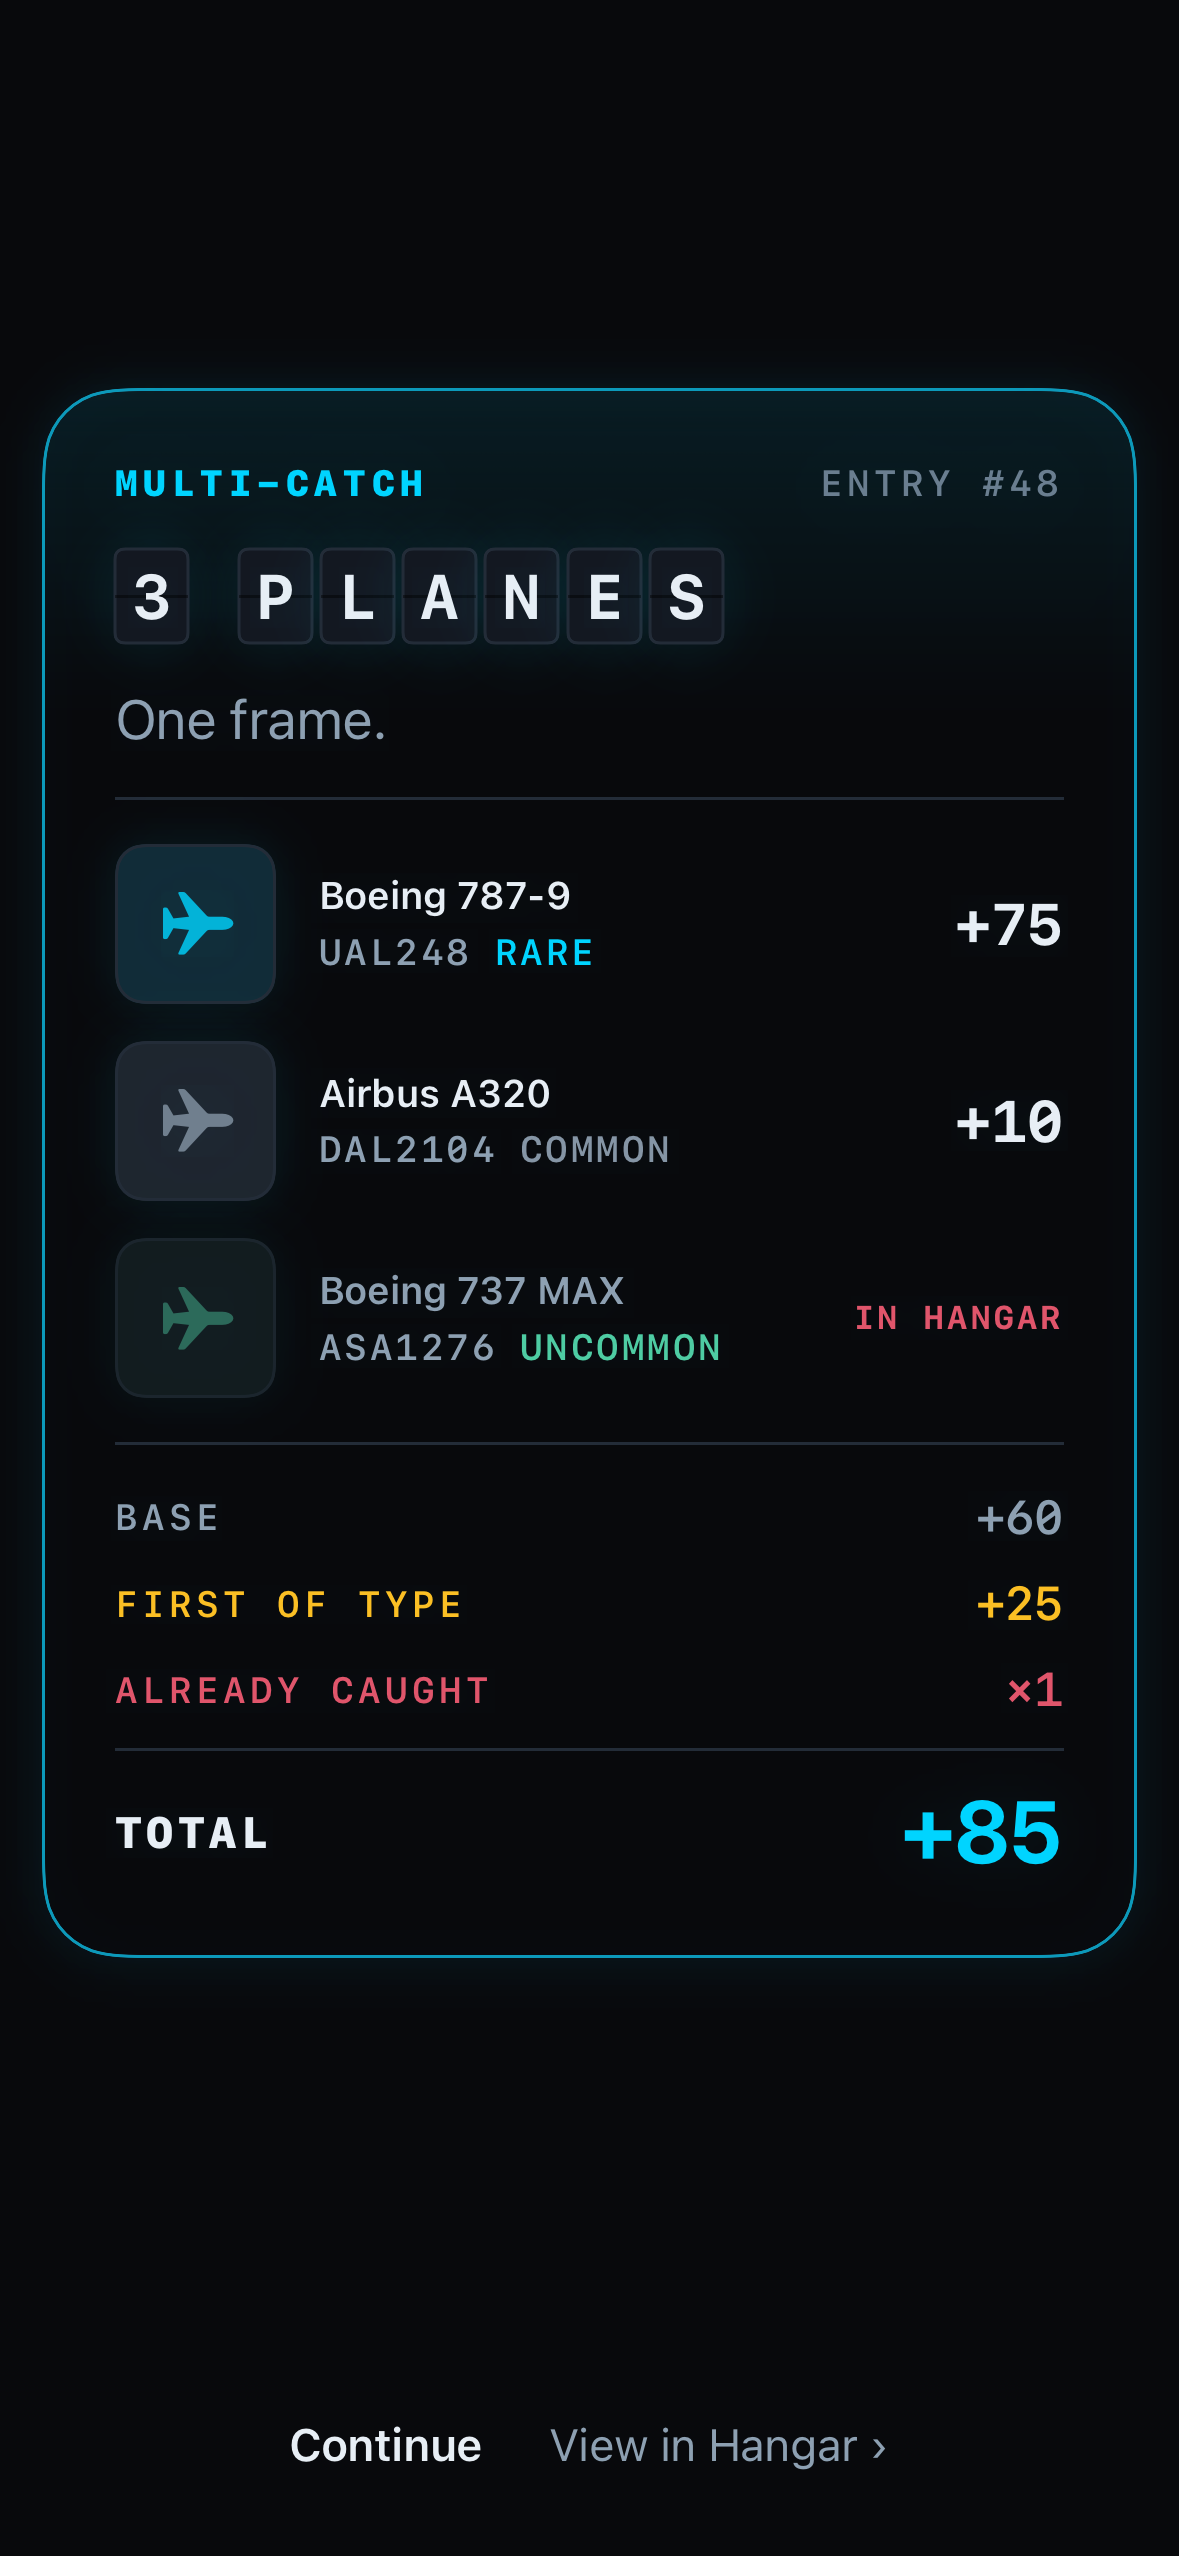 MULTI-CATCH ENTRY #48
3 PLANES
One frame.
Boeing 787-9
UAL248 RARE
+75
Airbus A320
DAL2104 COMMON
+10
Boeing 737 MAX
ASA1276 UNCOMMON
IN HANGAR
BASE +60
FIRST OF TYPE +25
ALREADY CAUGHT ×1
TOTAL +85
Continue View in Hangar ›